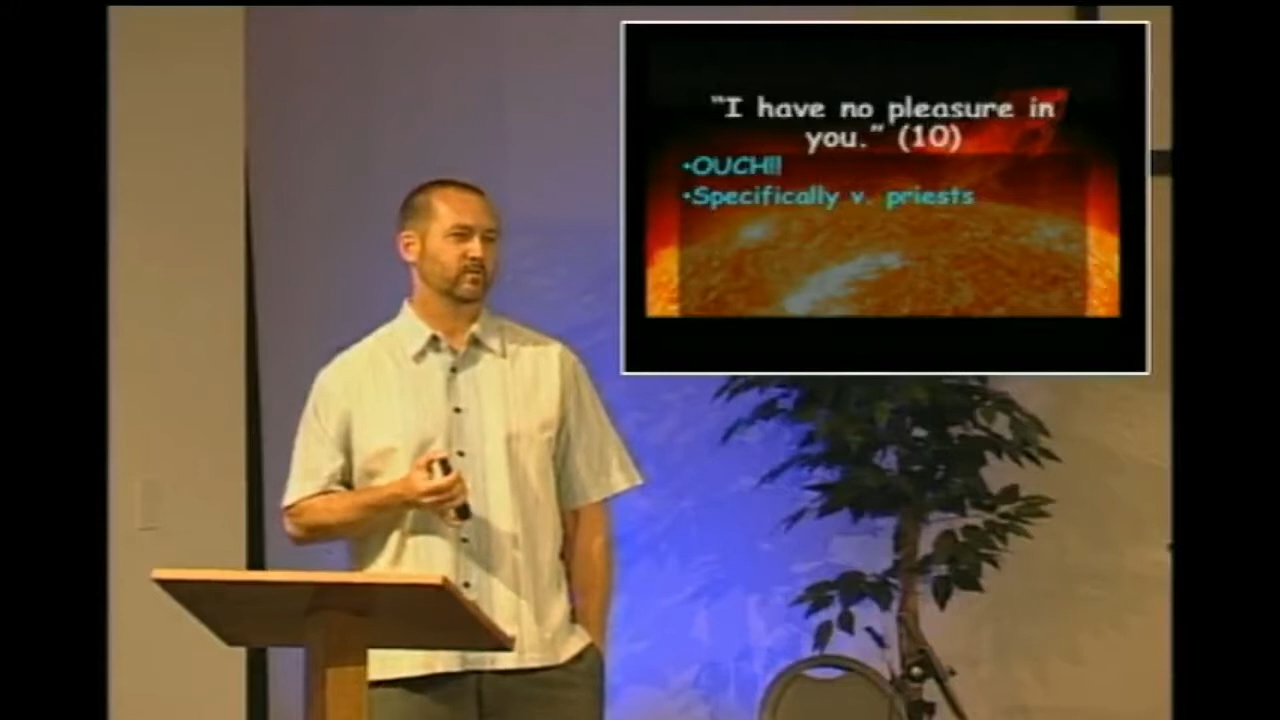 "I have no pleasure in
you." (10)
•OUCH!!!
•Specifically v. priests